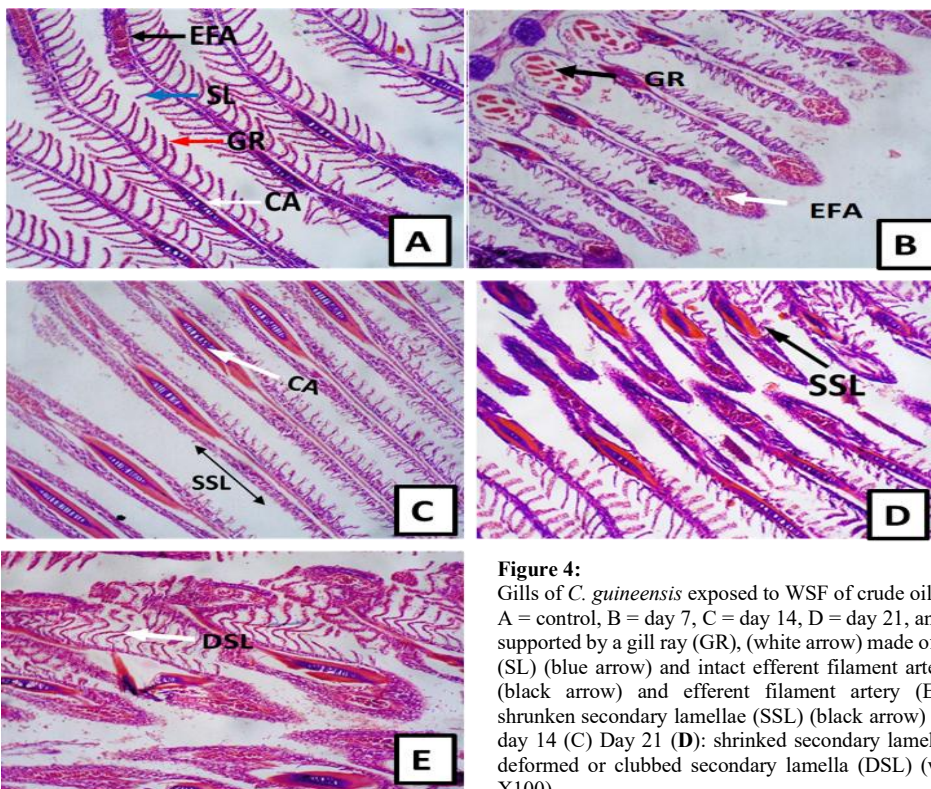 EFA
SL
GR
CA
A
GR
EFA
B
CA
SSL
C
SSL
D
DSL
E
Figure 4:
Gills of C. guineensis exposed to WSF of crude oil
A = control, B = day 7, C = day 14, D = day 21, an
supported by a gill ray (GR), (white arrow) made o
(SL) (blue arrow) and intact efferent filament arte
(black arrow) and efferent filament artery (E
shrunken secondary lamellae (SSL) (black arrow)
day 14 (C) Day 21 (D): shrinked secondary lamel
deformed or clubbed secondary lamella (DSL) (
X100)